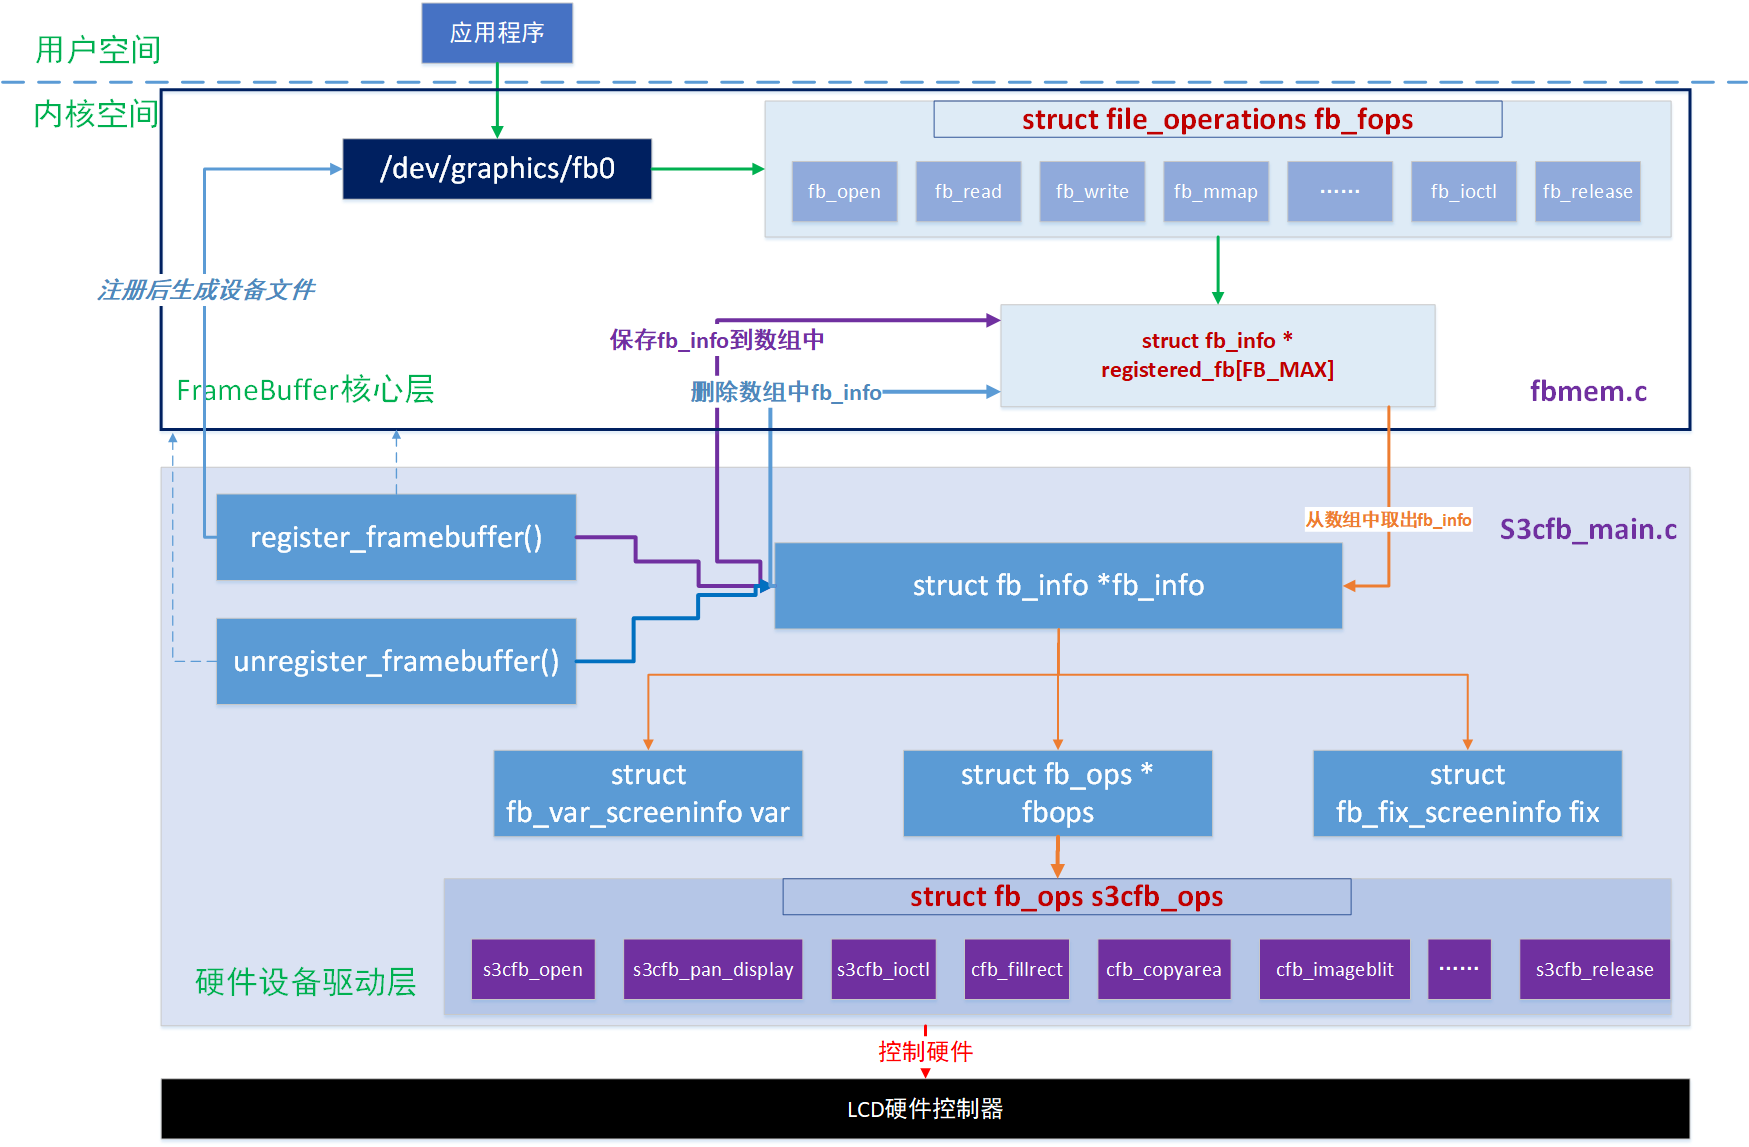 应用程序
用户空间
内核空间
struct file_operations fb_fops
/dev/graphics/fb0
fb_open
fb_read
fb_write
fb_mmap
······
fb_ioctl
fb_release
注册后生成设备文件
保存fb_info到数组中
struct fb_info *
registered_fb[FB_MAX]
删除数组中fb_info
FrameBuffer核心层
fbmem.c
从数组中取出fb_info
S3cfb_main.c
register_framebuffer()
struct fb_info *fb_info
unregister_framebuffer()
struct
fb_var_screeninfo var
struct fb_ops *
fbops
struct
fb_fix_screeninfo fix
struct fb_ops s3cfb_ops
硬件设备驱动层
s3cfb_open
s3cfb_pan_display
s3cfb_ioctl
cfb_fillrect
cfb_copyarea
cfb_imageblit
······
s3cfb_release
控制硬件
LCD硬件控制器